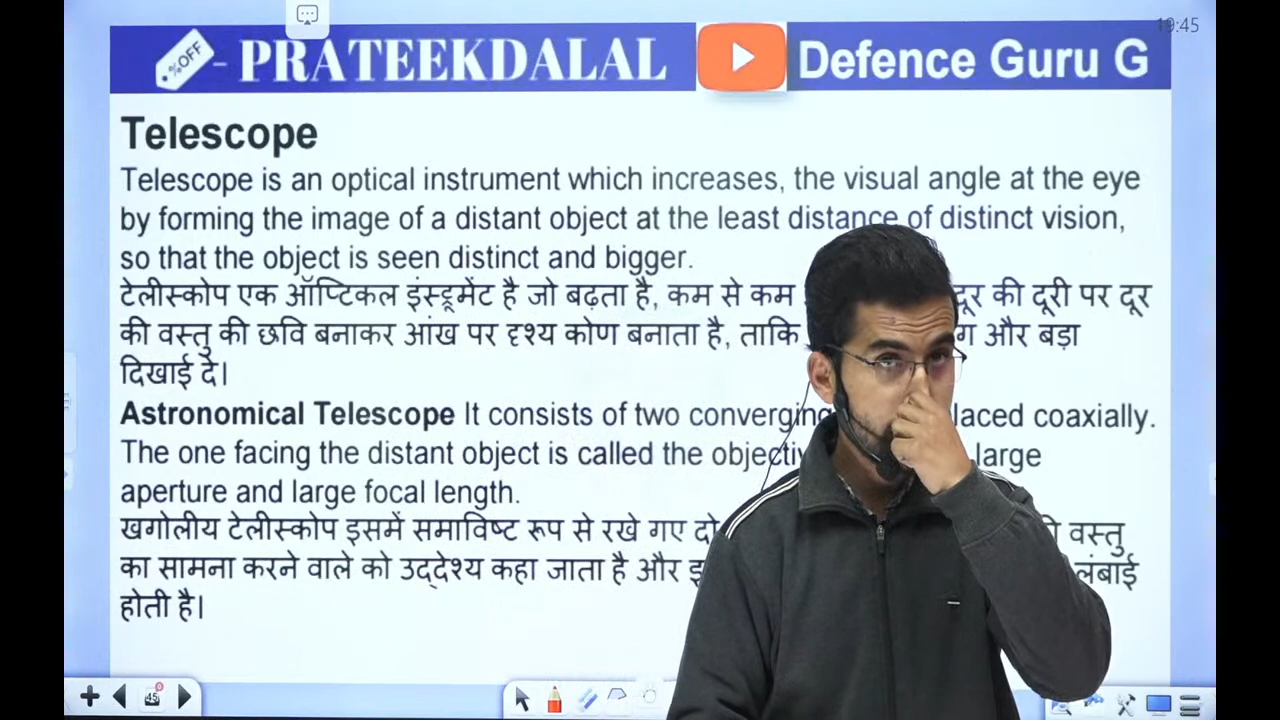 19:45
%OFF - PRATEEKDALAL Defence Guru G
Telescope
Telescope is an optical instrument which increases, the visual angle at the eye
by forming the image of a distant object at the least distance of distinct vision,
so that the object is seen distinct and bigger.
टेलीस्कोप एक ऑप्टिकल इंस्ट्रूमेंट है जो बढ़ता है, कम से कम दूर की दूरी पर दूर
की वस्तु की छवि बनाकर आंख पर दृश्य कोण बनाता है, ताकि और बड़ा
दिखाई दे।
Astronomical Telescope It consists of two converging laced coaxially.
The one facing the distant object is called the large
aperture and large focal length.
खगोलीय टेलीस्कोप इसमें समाविष्ट रूप से रखे गए दो वस्तु
का सामना करने वाले को उद्देश्य कहा जाता है और लंबाई
होती है।
45